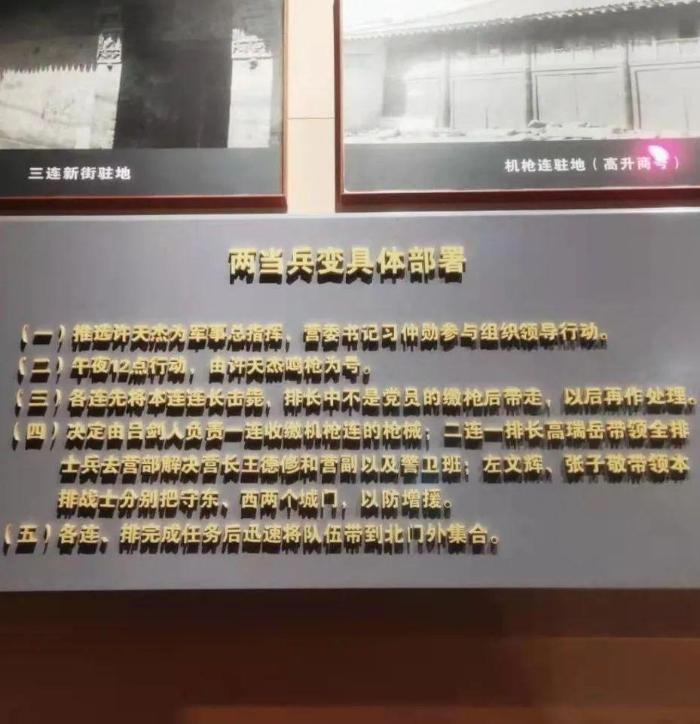 三连新街驻地
机枪连驻地（高升商号）
两当兵变具体部署
（一）推选许天杰为军事总指挥，营委书记习仲勋参与组织领导行动。
（二）午夜12点行动，由许天杰鸣枪为号。
（三）各连先将本连连长击毙，排长中不是党员的缴枪后带走，以后再作处理。
（四）决定由吕剑人负责一连收缴机枪连的枪械；二连一排长高瑞岳带领全排
士兵去营部解决营长王德修和营副以及警卫班；左文辉、张子敬带领本
排战士分别把守东、西两个城门，以防增援。
（五）各连、排完成任务后迅速将队伍带到北门外集合。